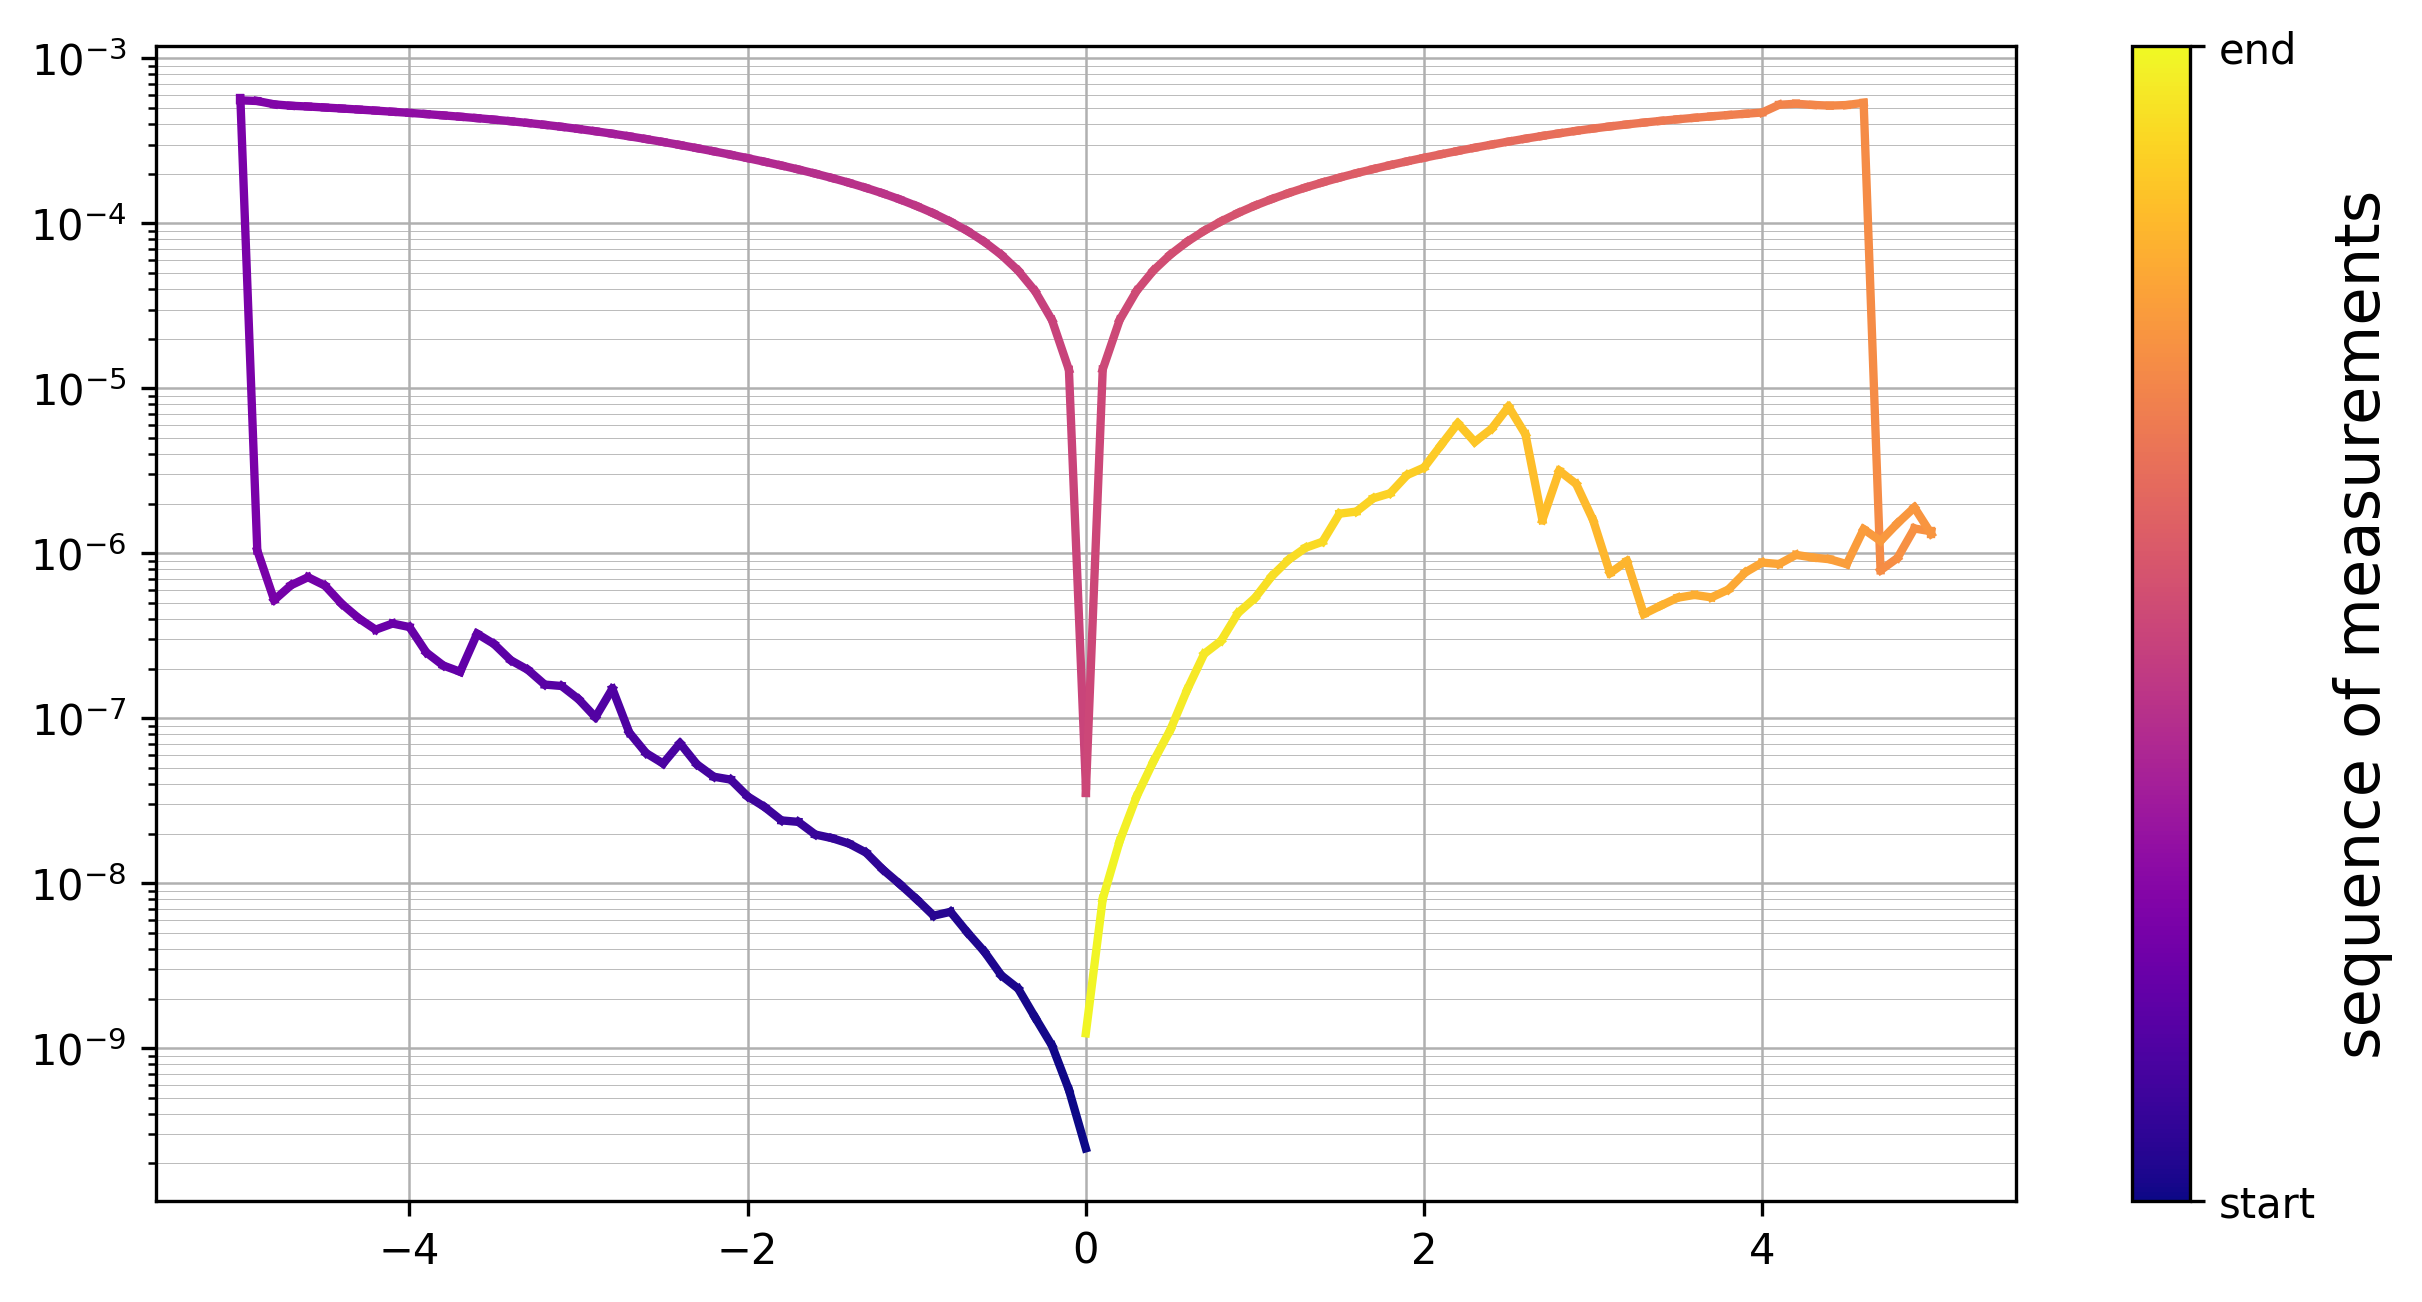 10⁻³
10⁻⁴
10⁻⁵
10⁻⁶
10⁻⁷
10⁻⁸
10⁻⁹
−4 −2 0 2 4
end
start
sequence of measurements